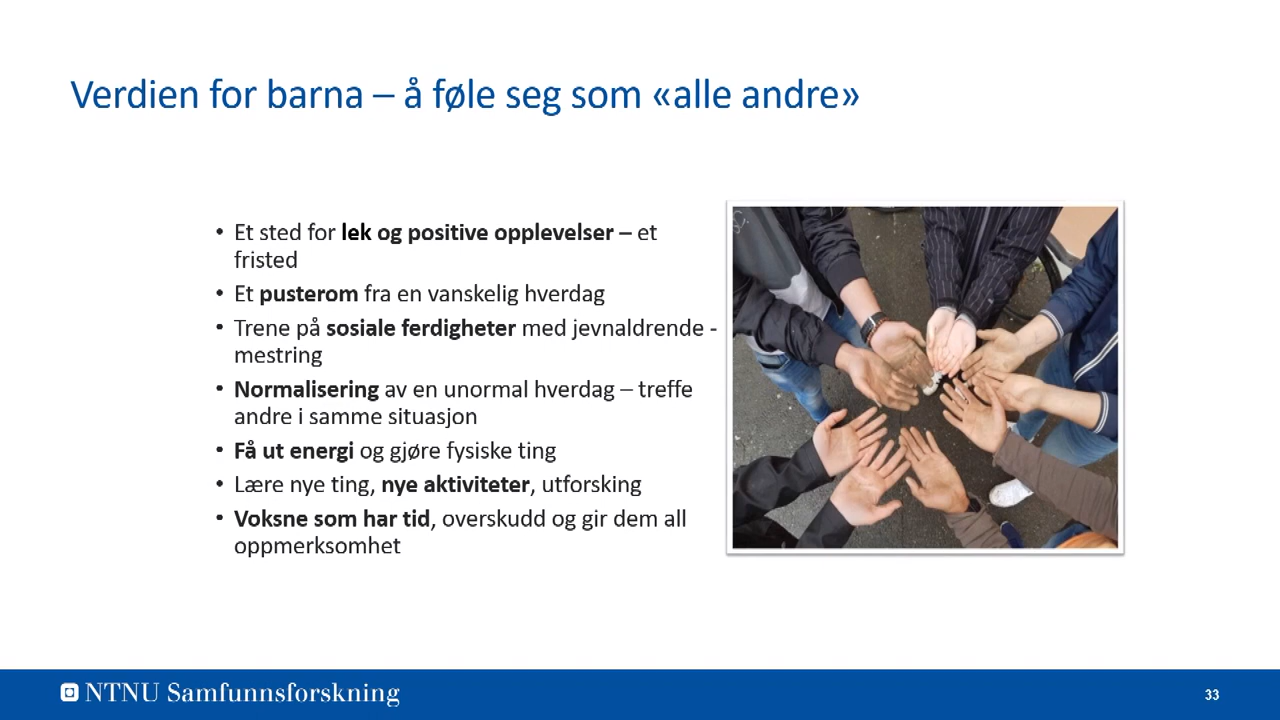 Verdien for barna – å føle seg som «alle andre»
• Et sted for lek og positive opplevelser – et
fristed
• Et pusterom fra en vanskelig hverdag
• Trene på sosiale ferdigheter med jevnaldrende -
mestring
• Normalisering av en unormal hverdag – treffe
andre i samme situasjon
• Få ut energi og gjøre fysiske ting
• Lære nye ting, nye aktiviteter, utforsking
• Voksne som har tid, overskudd og gir dem all
oppmerksomhet
NTNU Samfunnsforskning
33